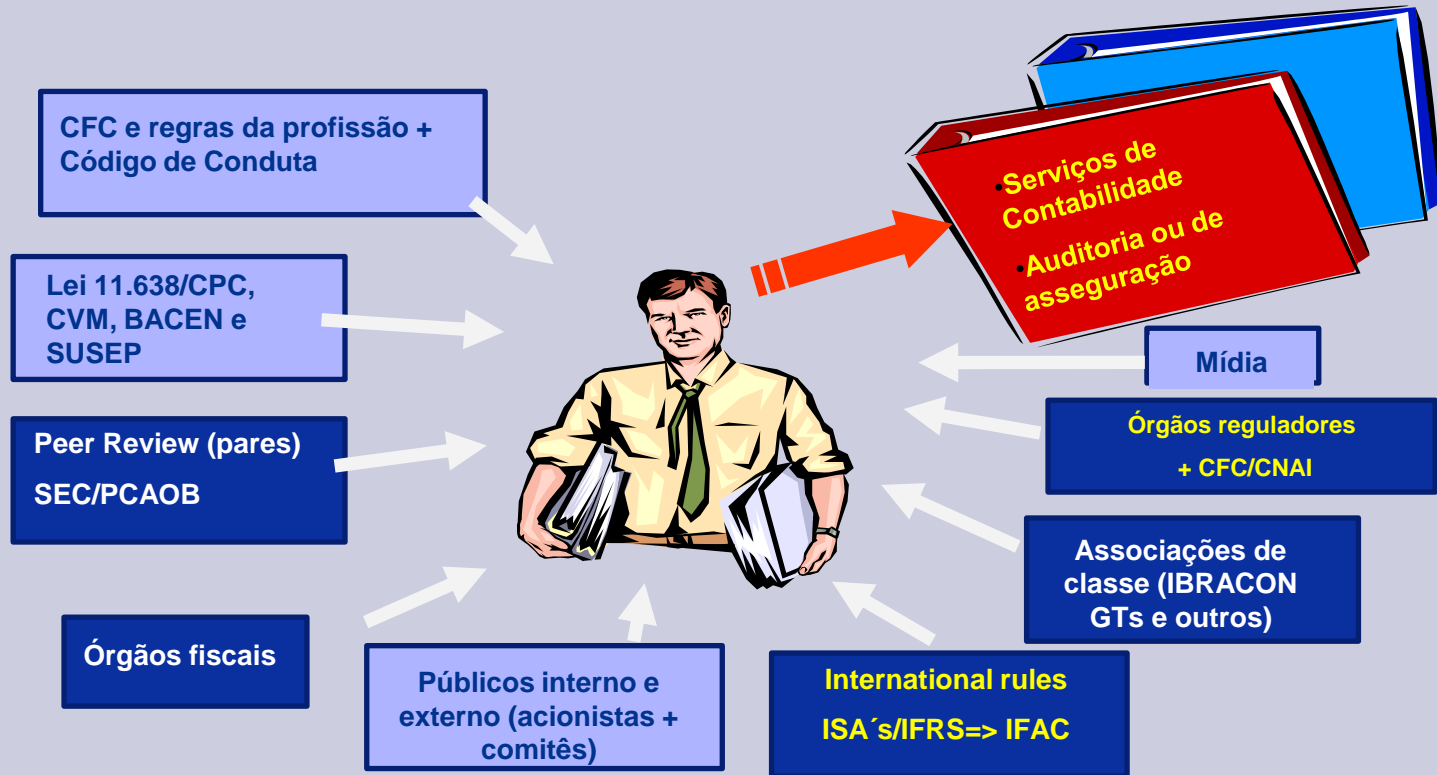 CFC e regras da profissão +
Código de Conduta
•Serviços de
Contabilidade
•Auditoria ou de
asseguração
Lei 11.638/CPC,
CVM, BACEN e
SUSEP
Mídia
Peer Review (pares)
SEC/PCAOB
Órgãos reguladores
+ CFC/CNAI
Associações de
classe (IBRACON
GTs e outros)
Órgãos fiscais
Públicos interno e
externo (acionistas +
comitês)
International rules
ISA´s/IFRS=> IFAC